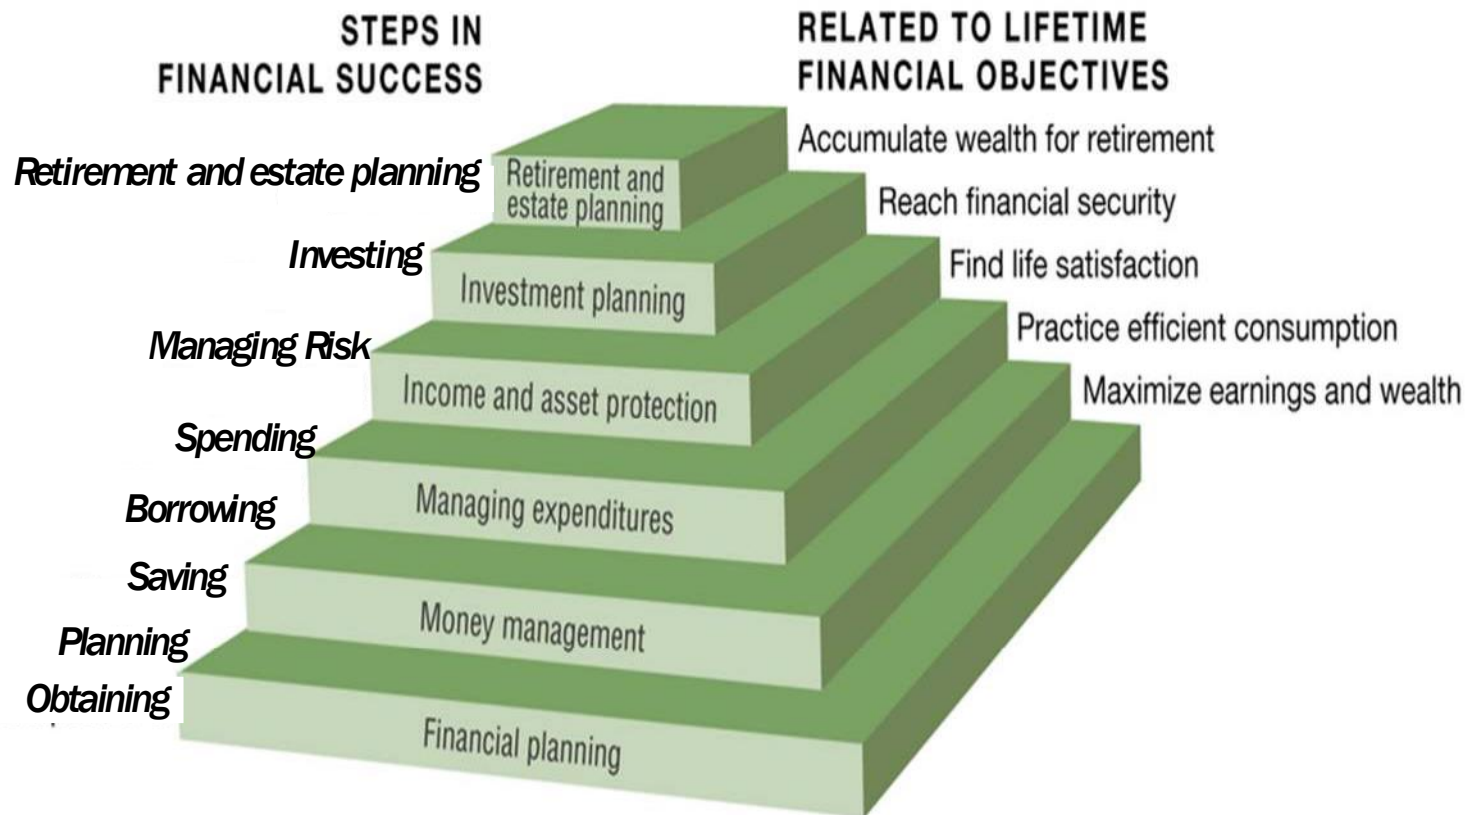 STEPS IN
FINANCIAL SUCCESS
RELATED TO LIFETIME
FINANCIAL OBJECTIVES
Retirement and estate planning
Investing
Managing Risk
Spending
Borrowing
Saving
Planning
Obtaining
Retirement and
estate planning
Investment planning
Income and asset protection
Managing expenditures
Money management
Financial planning
Accumulate wealth for retirement
Reach financial security
Find life satisfaction
Practice efficient consumption
Maximize earnings and wealth